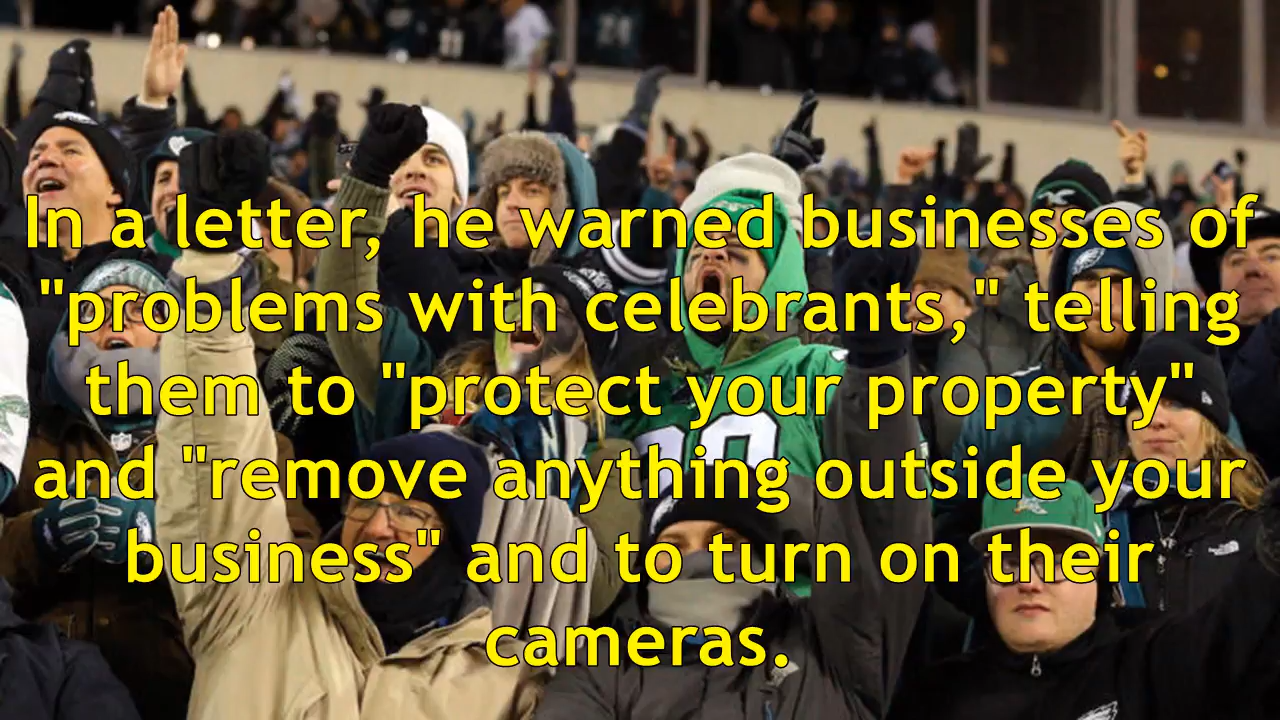 In a letter, he warned businesses of
"problems with celebrants," telling
them to "protect your property"
and "remove anything outside your
business" and to turn on their
cameras.